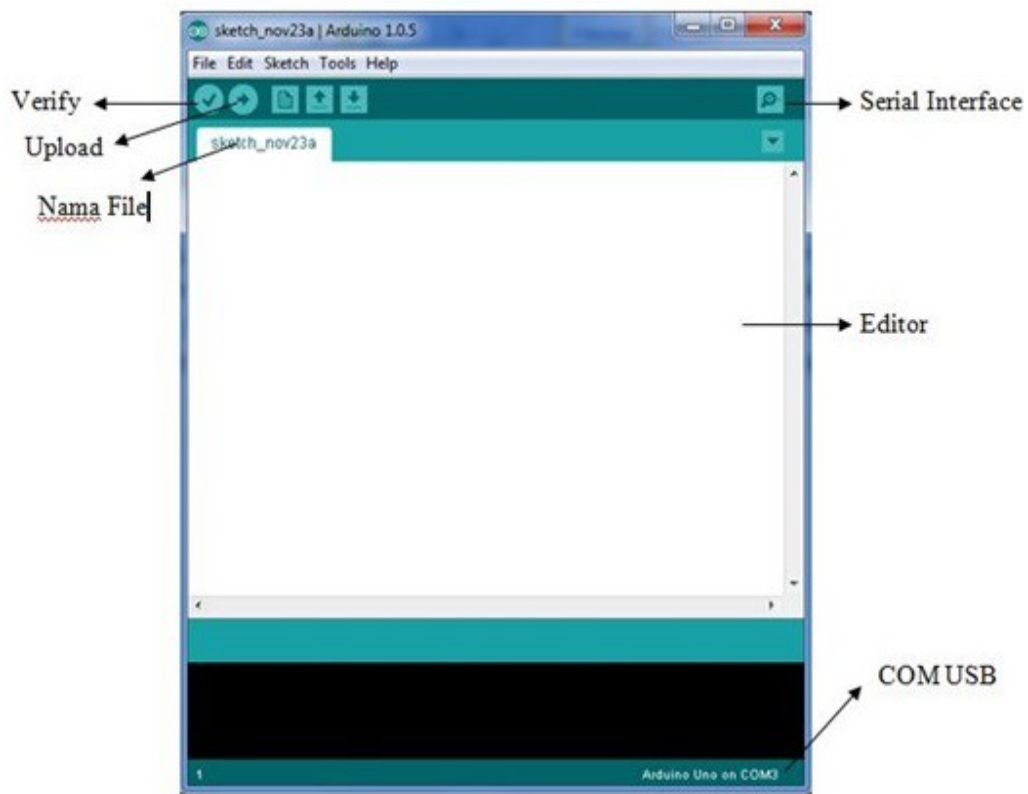 sketch_nov23a | Arduino 1.0.5
File Edit Sketch Tools Help
Verify
Serial Interface
Upload
sketch_nov23a
Nama File
Editor
COM USB
1
Arduino Uno on COM3